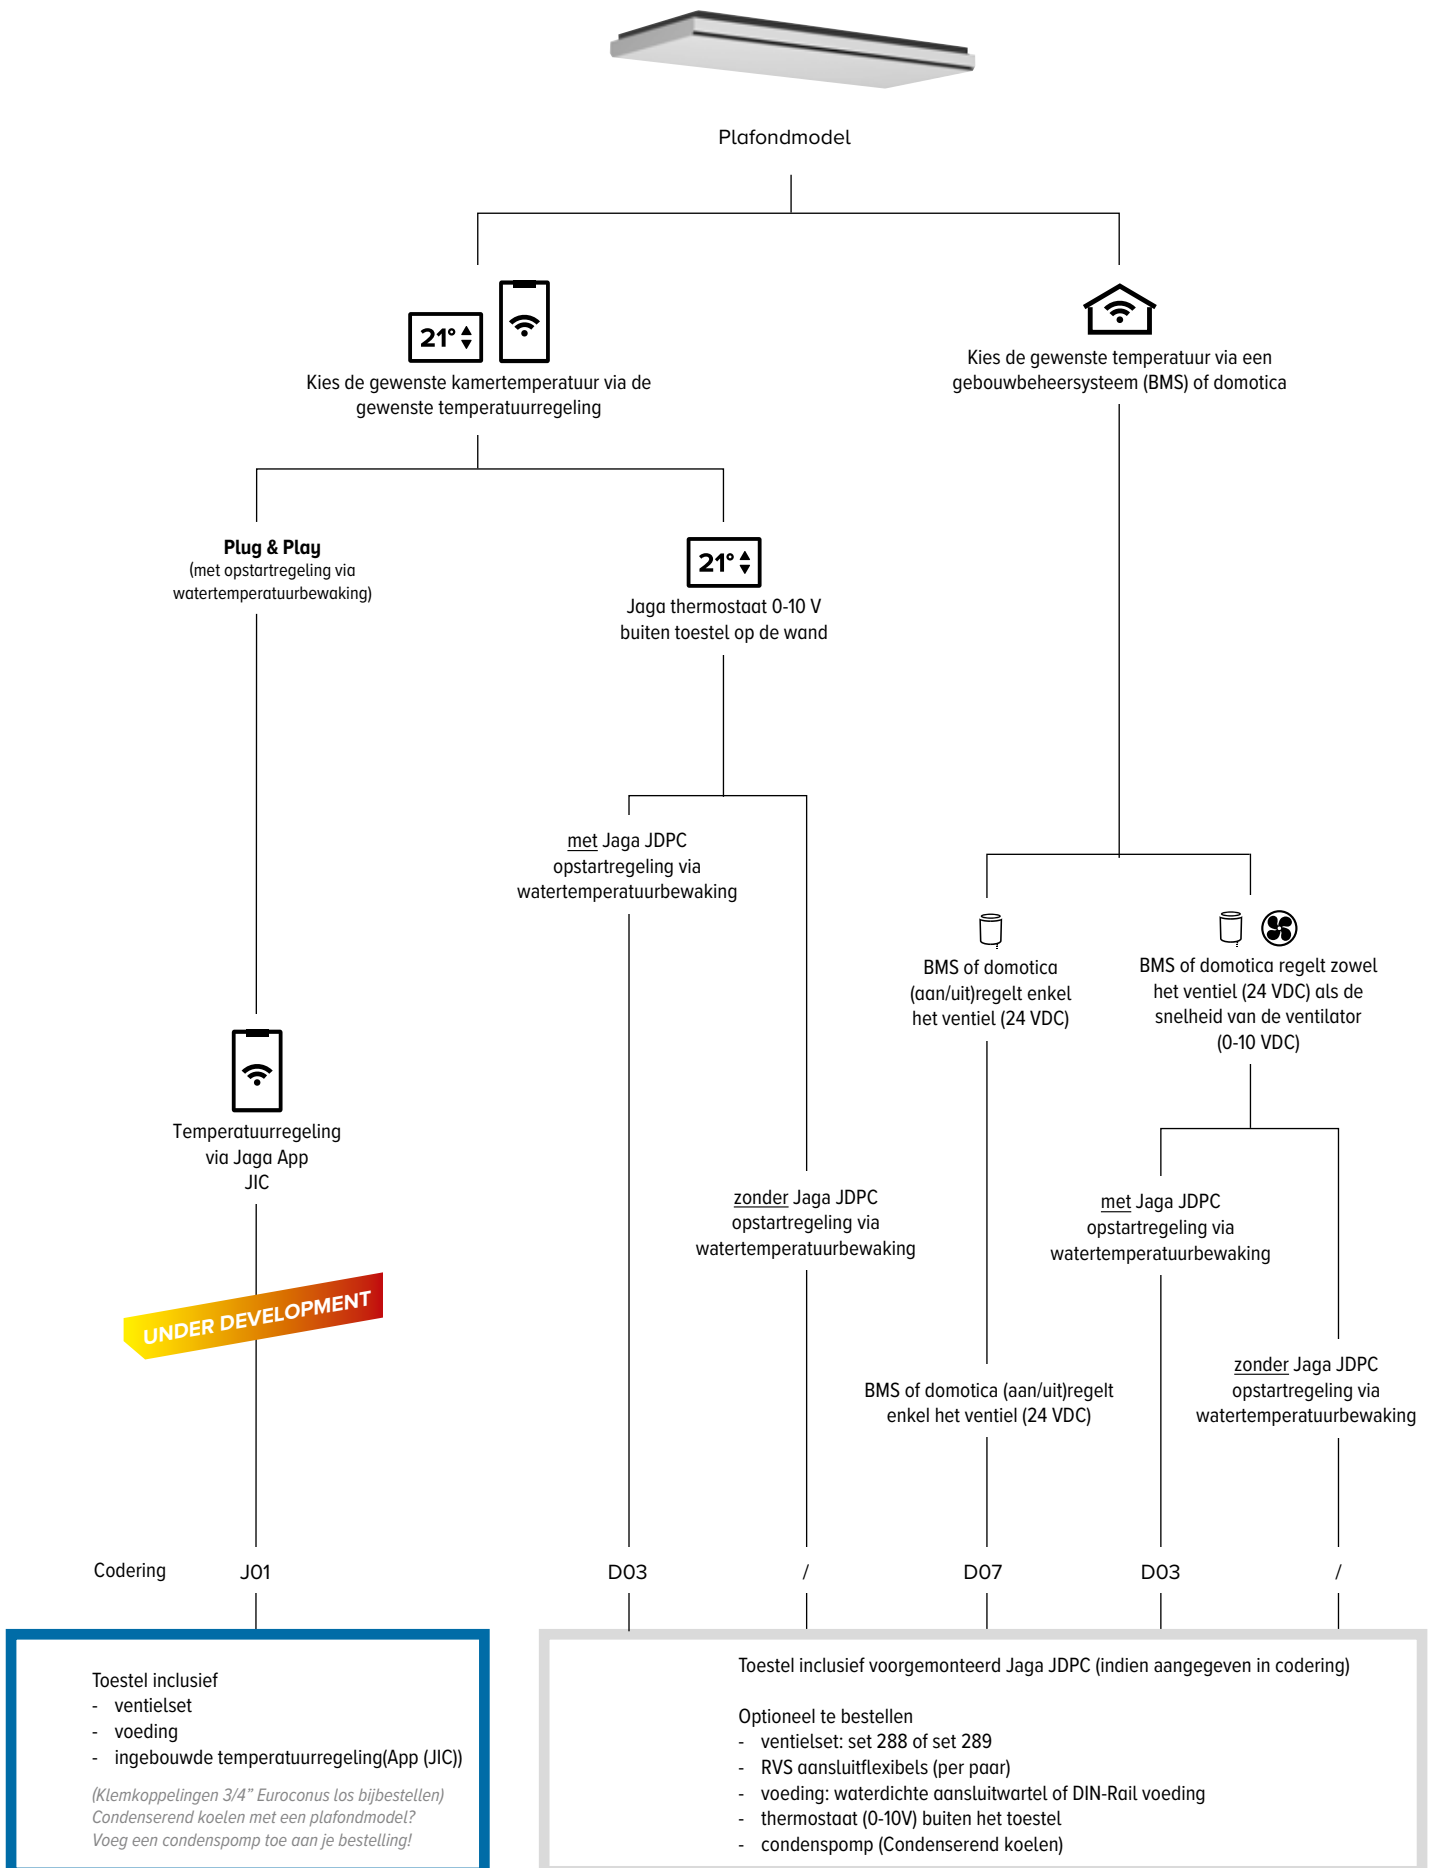 Plafondmodel
21°
Kies de gewenste kamertemperatuur via de
gewenste temperatuurregeling
Kies de gewenste temperatuur via een
gebouwbeheersysteem (BMS) of domotica
Plug & Play
(met opstartregeling via
watertemperatuurbewaking)
21°
Jaga thermostaat 0-10 V
buiten toestel op de wand
met Jaga JDPC
opstartregeling via
watertemperatuurbewaking
BMS of domotica
(aan/uit)regelt enkel
het ventiel (24 VDC)
BMS of domotica regelt zowel
het ventiel (24 VDC) als de
snelheid van de ventilator
(0-10 VDC)
Temperatuurregeling
via Jaga App
JIC
zonder Jaga JDPC
opstartregeling via
watertemperatuurbewaking
met Jaga JDPC
opstartregeling via
watertemperatuurbewaking
UNDER DEVELOPMENT
BMS of domotica (aan/uit)regelt
enkel het ventiel (24 VDC)
zonder Jaga JDPC
opstartregeling via
watertemperatuurbewaking
Codering J01 D03 / D07 D03 /
Toestel inclusief
- ventielset
- voeding
- ingebouwde temperatuurregeling(App (JIC))
(Klemkoppelingen 3/4” Euroconus los bijbestellen)
Condenserend koelen met een plafondmodel?
Voeg een condenspomp toe aan je bestelling!
Toestel inclusief voorgemonteerd Jaga JDPC (indien aangegeven in codering)
Optioneel te bestellen
- ventielset: set 288 of set 289
- RVS aansluitflexibels (per paar)
- voeding: waterdichte aansluitwartel of DIN-Rail voeding
- thermostaat (0-10V) buiten het toestel
- condenspomp (Condenserend koelen)